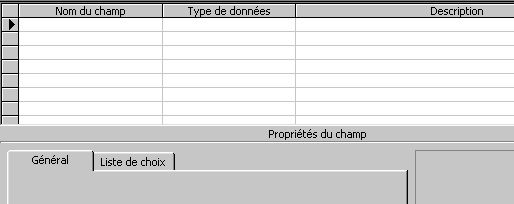 Nom du champ Type de données Description
Propriétés du champ
Général Liste de choix